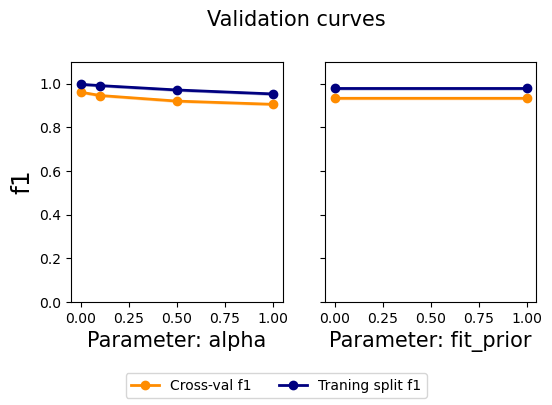 Validation curves
f1
1.0
0.8
0.6
0.4
0.2
0.0
0.00 0.25 0.50 0.75 1.00
Parameter: alpha
0.00 0.25 0.50 0.75 1.00
Parameter: fit_prior
Cross-val f1
Traning split f1